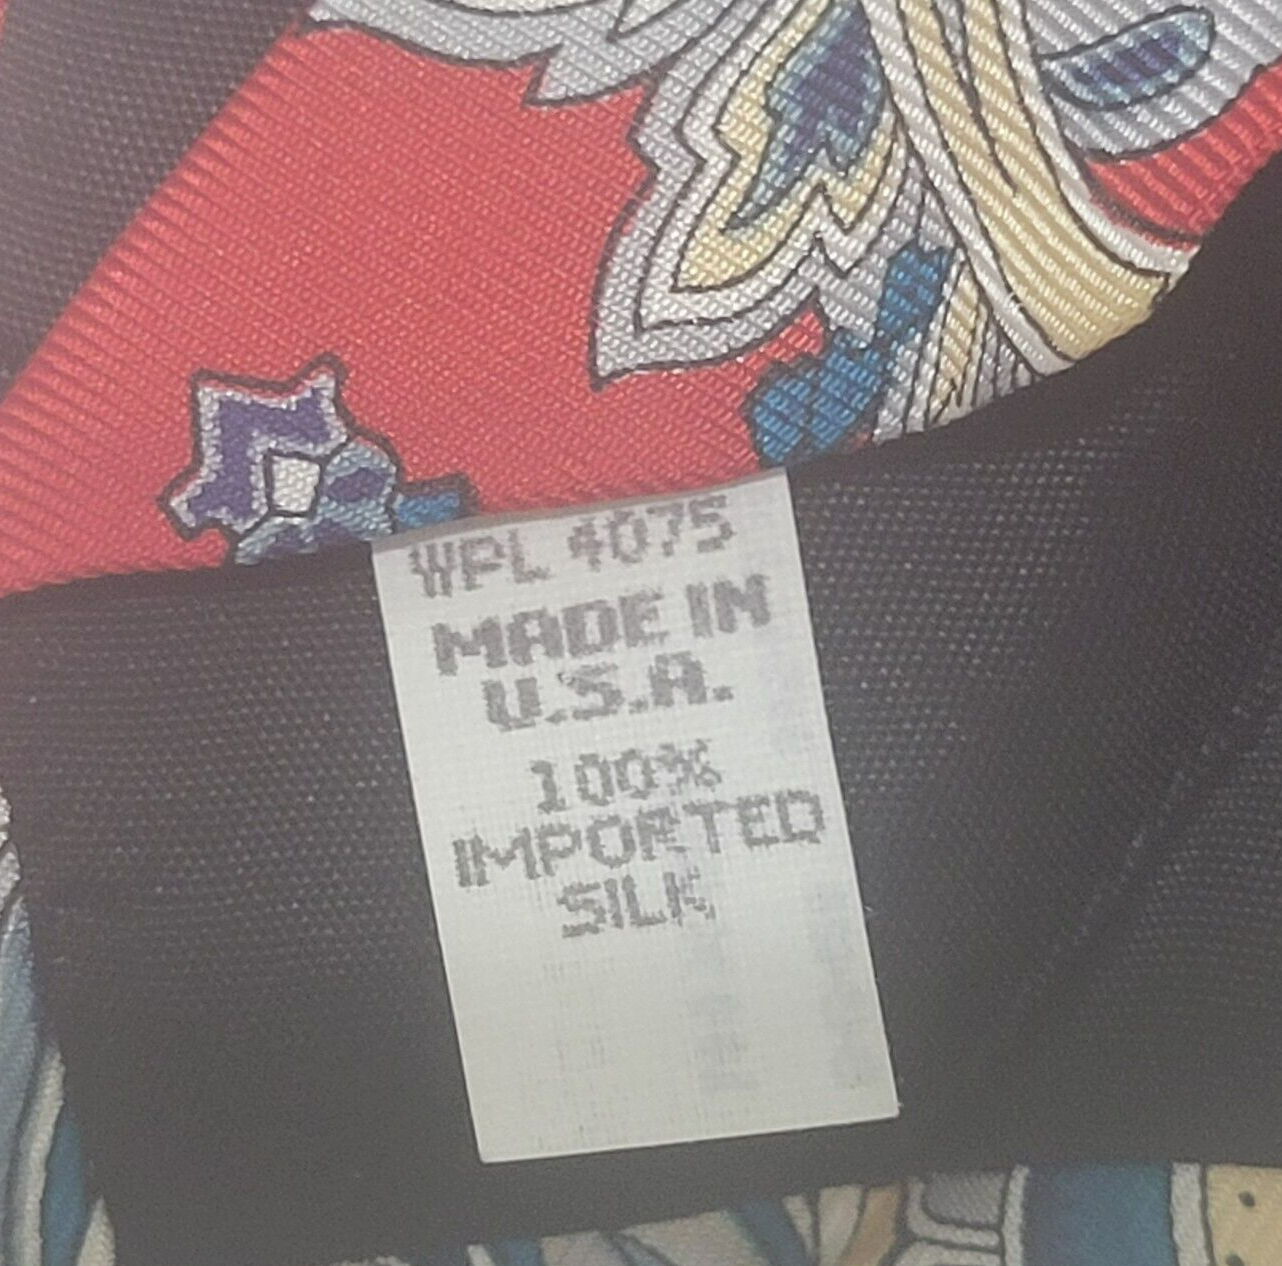 WPL 4075
MADE IN
U.S.A.
100%
IMPORTED
SILK